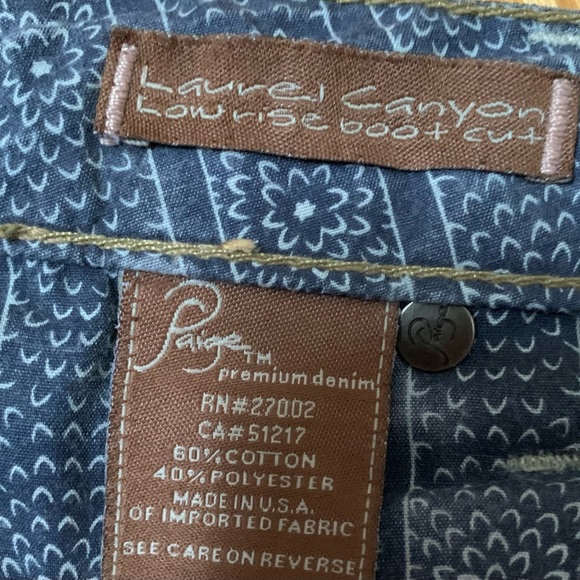 Laurel Canyon
Low rise boot cut
Paige TM
premium denim
RN#27002
CA#51217
60% COTTON
40% POLYESTER
MADE IN U.S.A.
OF IMPORTED FABRIC
SEE CARE ON REVERSE
Paige